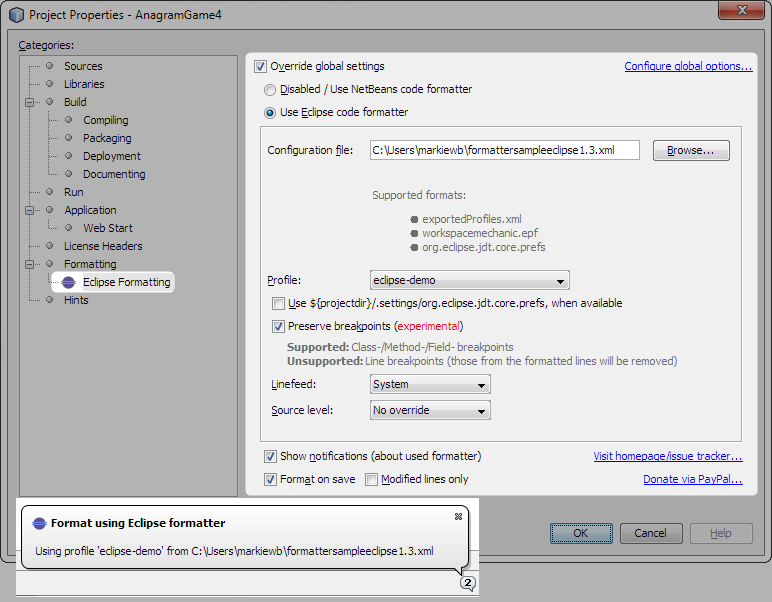 Project Properties - AnagramGame4
Categories:
Sources
Libraries
Build
Compiling
Packaging
Deployment
Documenting
Run
Application
Web Start
License Headers
Formatting
Eclipse Formatting
Hints
Override global settings Configure global options...
Disabled / Use NetBeans code formatter
Use Eclipse code formatter
Configuration file: C:\Users\markiewb\formattersampleeclipse1.3.xml Browse...
Supported formats:
exportedProfiles.xml
workspacemechanic.epf
org.eclipse.jdt.core.prefs
Profile: eclipse-demo
Use ${projectdir}/.settings/org.eclipse.jdt.core.prefs, when available
Preserve breakpoints (experimental)
Supported: Class-/Method-/Field- breakpoints
Unsupported: Line breakpoints (those from the formatted lines will be removed)
Linefeed: System
Source level: No override
Show notifications (about used formatter) Visit homepage/issue tracker...
Format on save Modified lines only Donate via PayPal...
Format using Eclipse formatter
Using profile 'eclipse-demo' from C:\Users\markiewb\formattersampleeclipse1.3.xml
2
OK Cancel Help